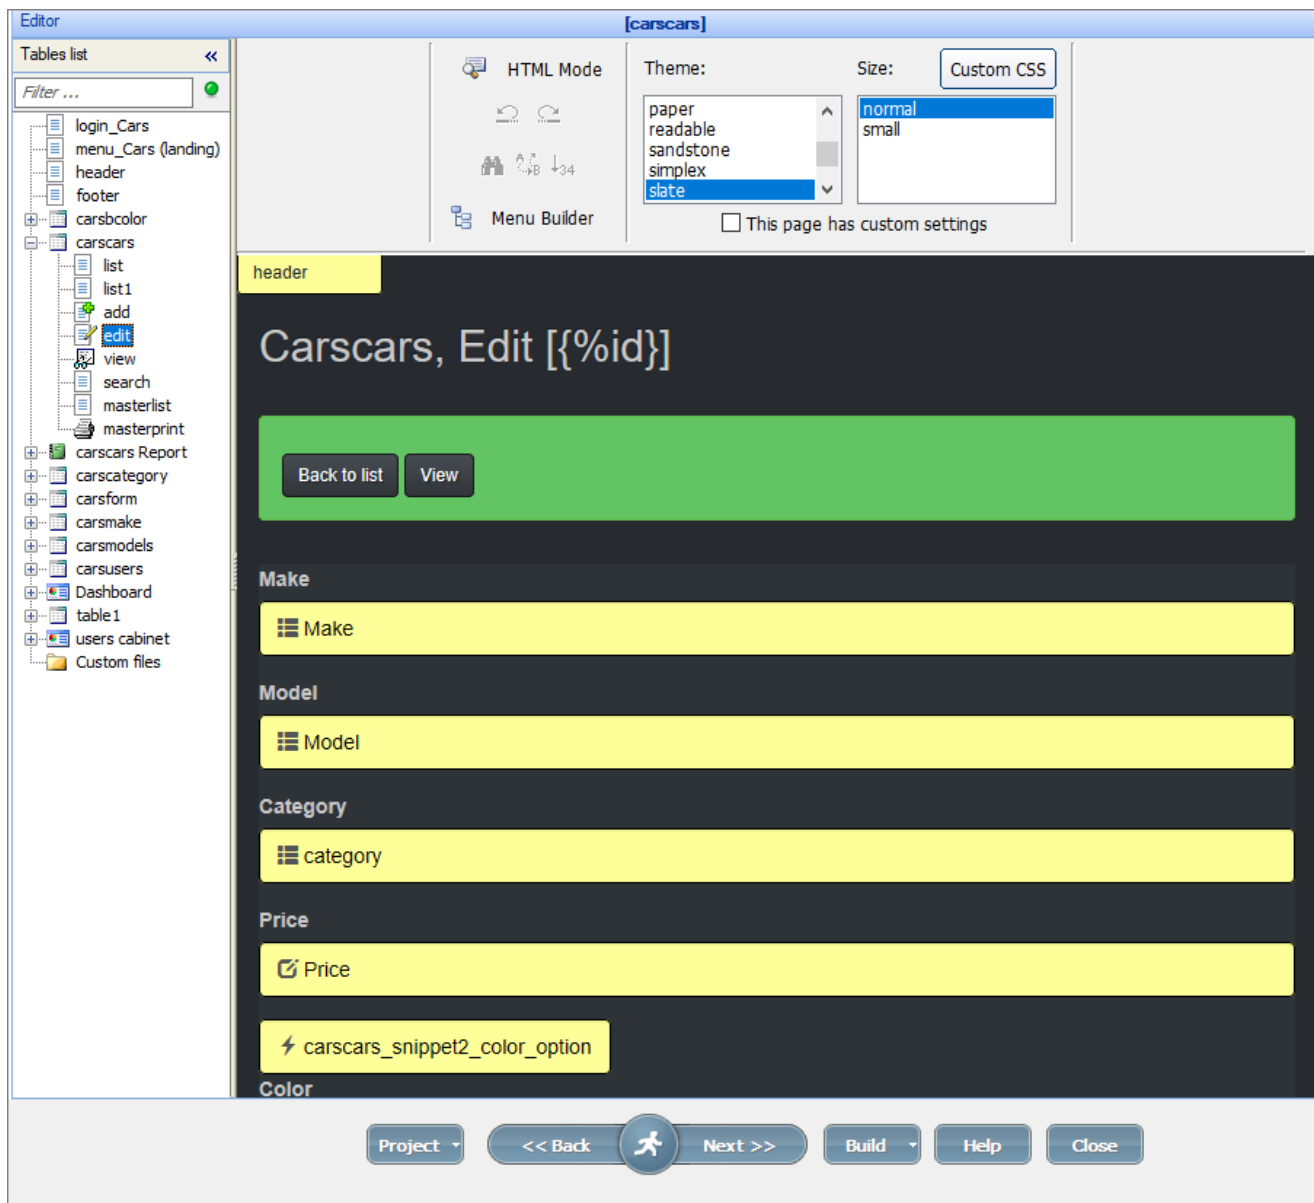 Editor
[carscars]
Tables list «
Filter ...
login_Cars
menu_Cars (landing)
header
footer
carsbcolor
carscars
list
list1
add
edit
view
search
masterlist
masterprint
carscars Report
carscategory
carsform
carsmake
carsmodels
carsusers
Dashboard
table1
users cabinet
Custom files
HTML Mode
A B 34
Menu Builder
Theme:
paper
readable
sandstone
simplex
slate
Size:
Custom CSS
normal
small
This page has custom settings
header
Carscars, Edit [{%id}]
Back to list View
Make
Make
Model
Model
Category
category
Price
Price
carscars_snippet2_color_option
Color
Project << Back Next >> Build Help Close